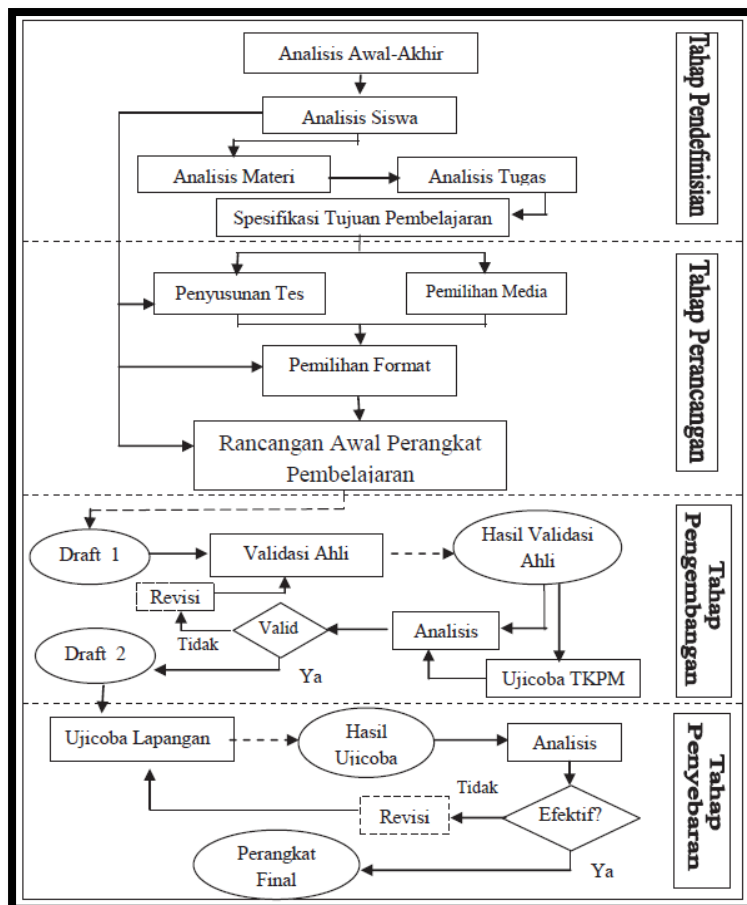 Analisis Awal-Akhir
Analisis Siswa
Analisis Materi
Analisis Tugas
Spesifikasi Tujuan Pembelajaran
Tahap Pendefinisian
Penyusunan Tes
Pemilihan Media
Pemilihan Format
Rancangan Awal Perangkat
Pembelajaran
Tahap Perancangan
Draft 1
Validasi Ahli
Hasil Validasi
Ahli
Revisi
Tidak
Valid
Analisis
Draft 2
Ya
Ujicoba TKPM
Tahap
Pengembangan
Ujicoba Lapangan
Hasil
Ujicoba
Analisis
Tidak
Revisi
Efektif?
Perangkat
Final
Ya
Tahap
Penyebaran